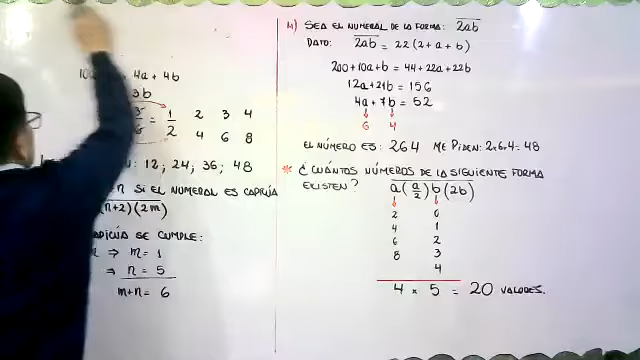 4a + 4b
3b
= 1/2 2 3 4
4 6 8
: 12; 24; 36; 48
n SI EL NUMERAL ES CAPICÚA
(n+2)(2m)
SE CUMPLE:
⇒ m = 1
⇒ n = 5
m+n = 6
M) SEA EL NUMERAL DE LA FORMA: 2ab
DATO: 2ab = 22(2+a+b)
200+10a+b = 44+22a+22b
12a+21b = 156
4a+7b = 52
6 4
EL NÚMERO ES: 264 ME PIDEN: 2×6×4 = 48
* ¿CUÁNTOS NÚMEROS DE LA SIGUIENTE FORMA
EXISTEN? a(a/2)b(2b)
2 0
4 1
6 2
8 3
4
4 × 5 = 20 VALORES.